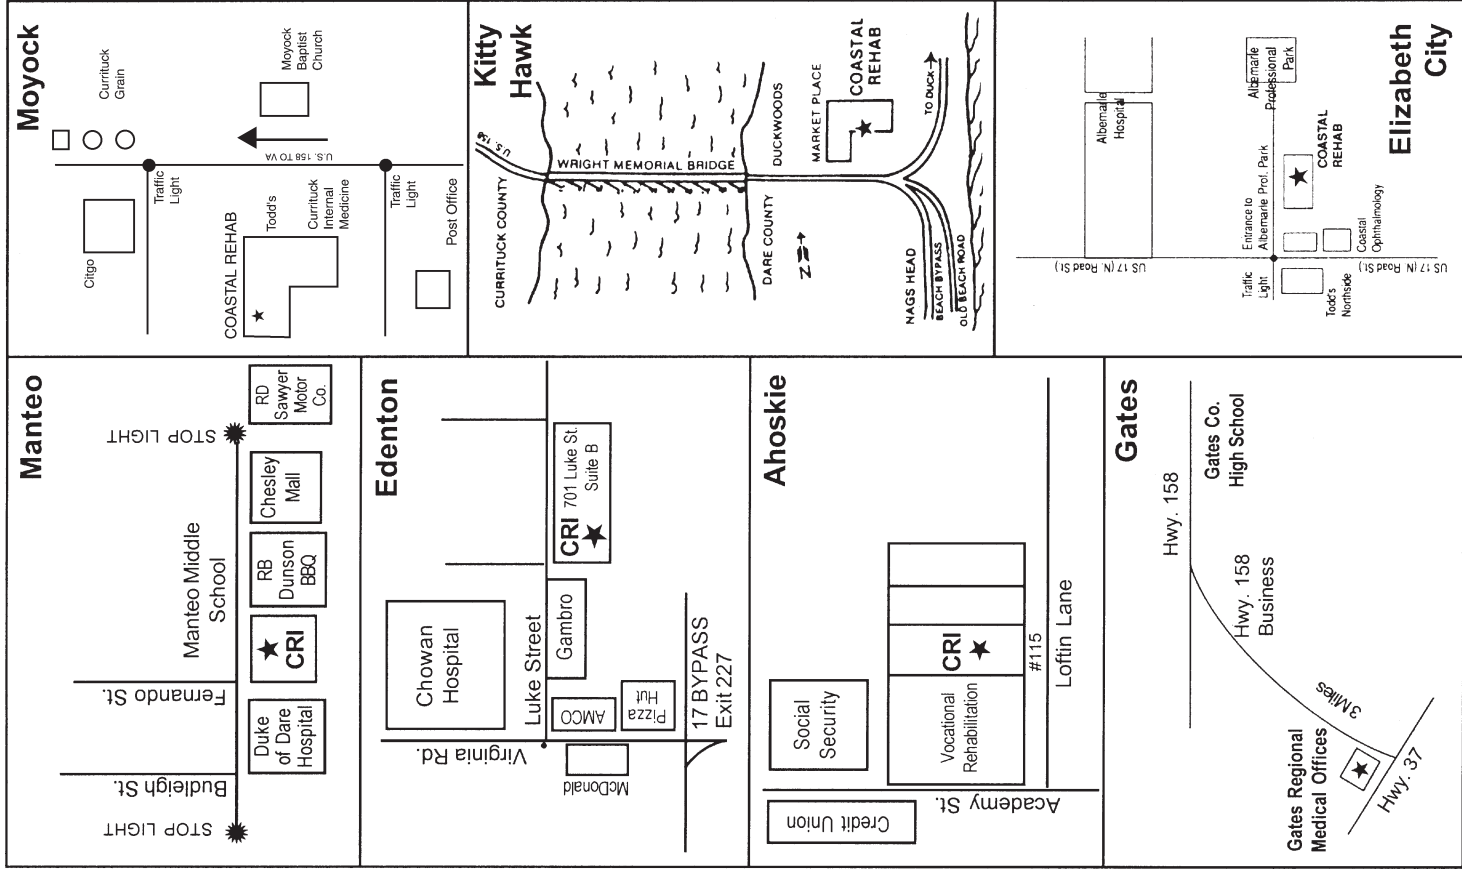 Moyock
Currituck
Grain
Moyock
Baptist
Church
U.S. 158 TO VA
Traffic
Light
Traffic
Light
Citgo
COASTAL REHAB
Todd's
Currituck
Internal
Medicine
Post Office
Kitty
Hawk
U.S. 158
WRIGHT MEMORIAL BRIDGE
CURRITUCK COUNTY
DUCKWOODS
DARE COUNTY
MARKET PLACE
COASTAL
REHAB
TO DUCK
N
NAGS HEAD
BEACH BYPASS
OLD BEACH ROAD
Elizabeth
City
Albemarle
Hospital
Albemarle
Professional
Park
Entrance to
Albemarle Prof. Park
COASTAL
REHAB
Coastal
Ophthalmology
US 17 (N. Road St.)
US 17 (N. Road St.)
Traffic
Light
Todd's
Northside
Manteo
STOP LIGHT
RD
Sawyer
Motor
Co.
Chesley
Mall
Manteo Middle
School
RB
Dunson
BBQ
CRI
Fernando St.
Duke
of Dare
Hospital
Budleigh St.
STOP LIGHT
Edenton
CRI 701 Luke St.
Suite B
Chowan
Hospital
Luke Street
Gambro
AMCO
Pizza
Hut
Virginia Rd.
McDonald
17 BYPASS
Exit 227
Ahoskie
CRI
#115
Loftin Lane
Social
Security
Vocational
Rehabilitation
Academy St.
Credit Union
Gates
Hwy. 158
Gates Co.
High School
Hwy. 158
Business
3 Miles
Gates Regional
Medical Offices
Hwy. 37